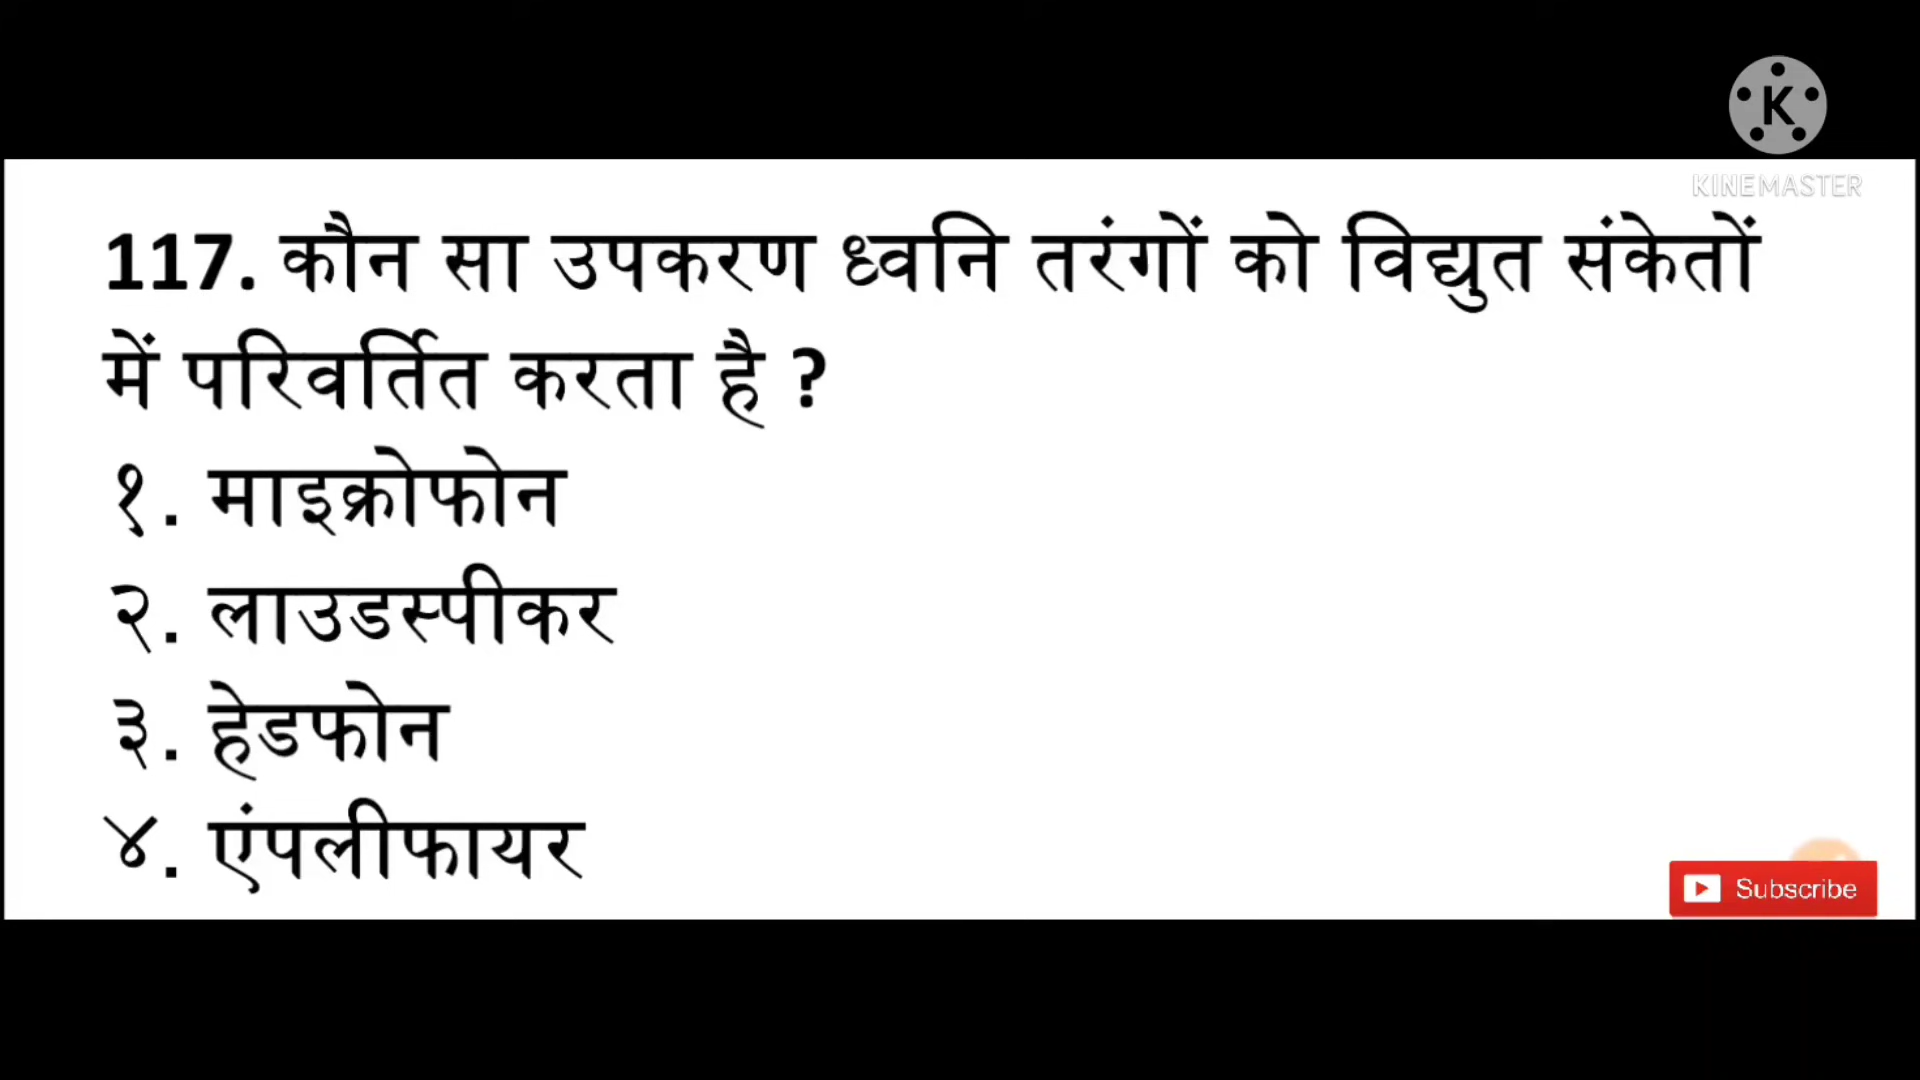 K
KINEMASTER
117. कौन सा उपकरण ध्वनि तरंगों को विद्युत संकेतों
में परिवर्तित करता है ?
१. माइक्रोफोन
२. लाउडस्पीकर
३. हेडफोन
४. एंपलीफायर
Subscribe